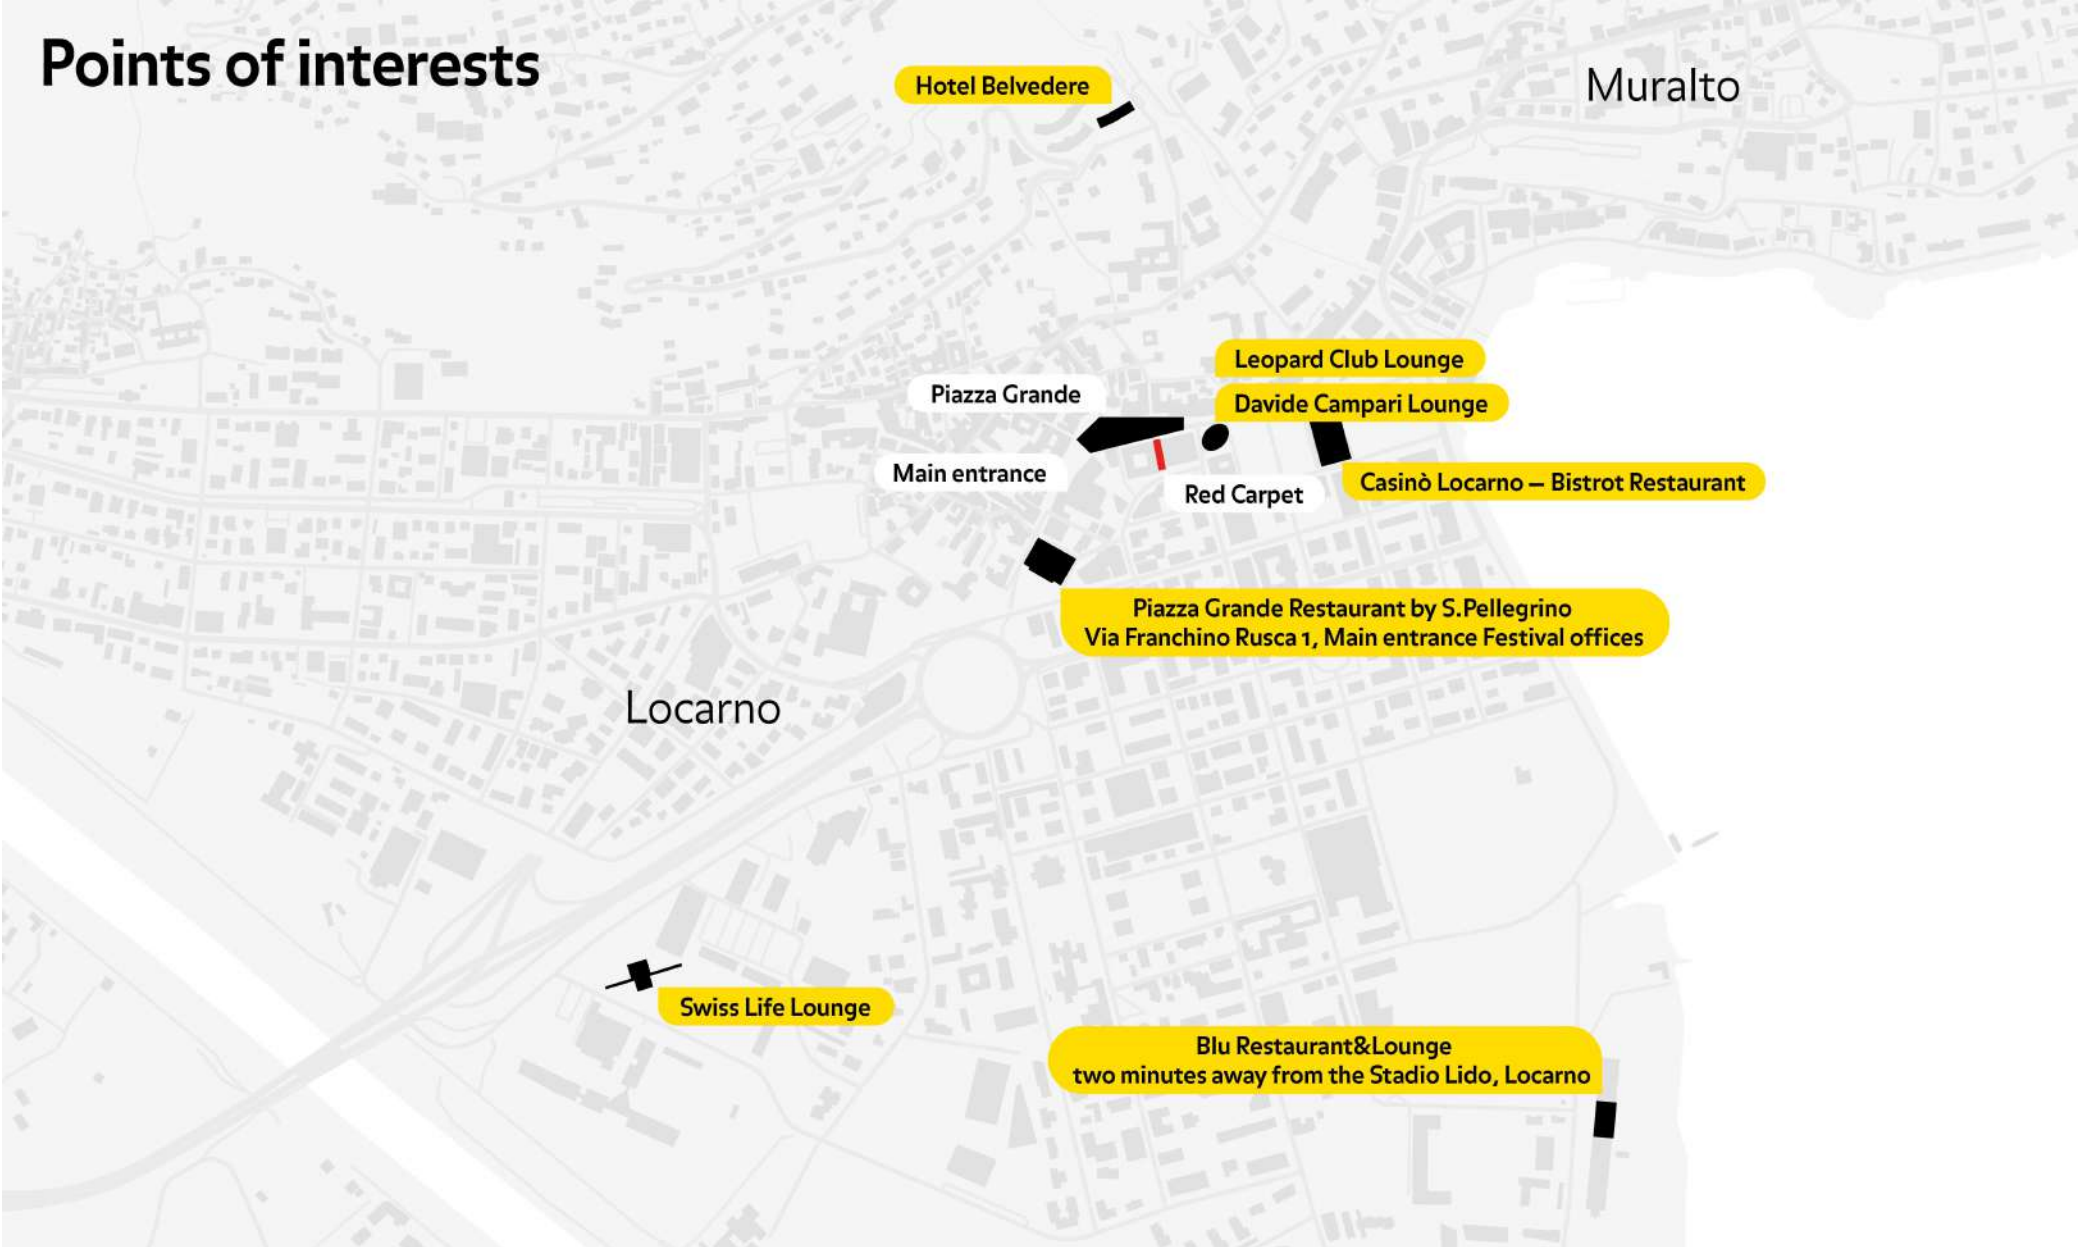 Points of interests
Hotel Belvedere
Muralto
Leopard Club Lounge
Piazza Grande
Davide Campari Lounge
Main entrance
Casinò Locarno – Bistrot Restaurant
Red Carpet
Piazza Grande Restaurant by S.Pellegrino
Via Franchino Rusca 1, Main entrance Festival offices
Locarno
Swiss Life Lounge
Blu Restaurant&Lounge
two minutes away from the Stadio Lido, Locarno